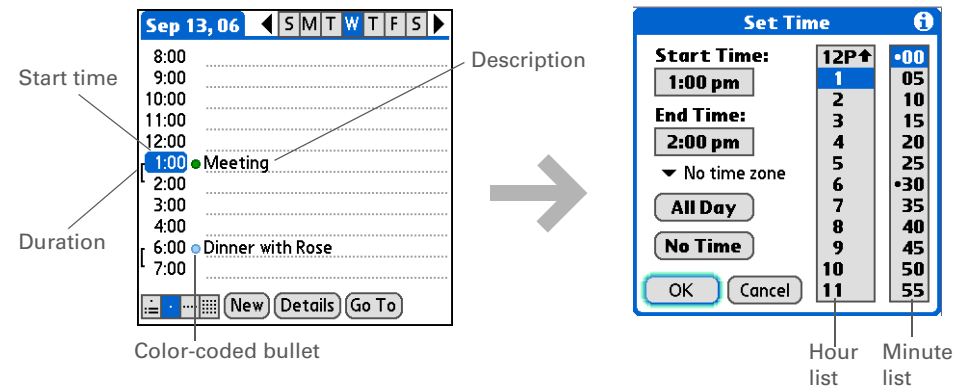 Sep 13, 06 S M T W T F S
8:00
9:00
10:00
11:00
12:00
1:00 Meeting
2:00
3:00
4:00
6:00 Dinner with Rose
7:00
New Details Go To
Start time
Duration
Description
Color-coded bullet
Set Time
Start Time:
1:00 pm
End Time:
2:00 pm
No time zone
All Day
No Time
OK Cancel
12P
1
2
3
4
5
6
7
8
9
10
11
•00
05
10
15
20
25
•30
35
40
45
50
55
Hour
list
Minute
list